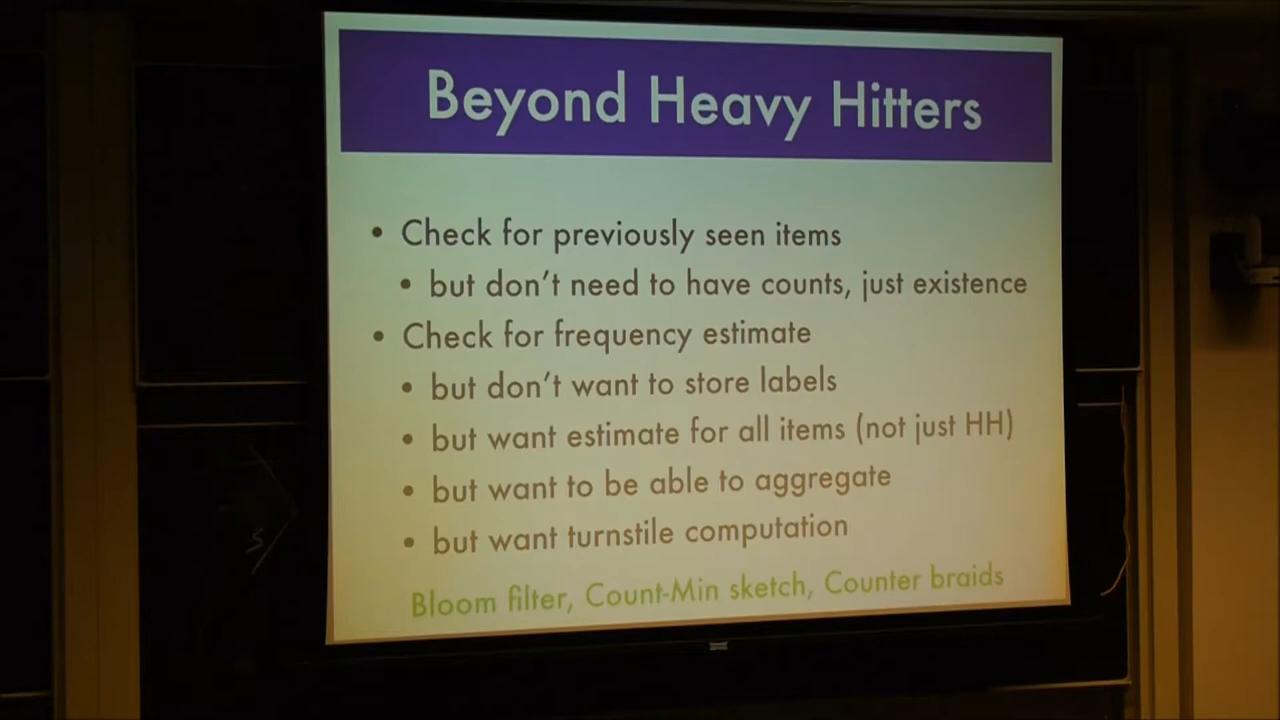 Beyond Heavy Hitters
• Check for previously seen items
• but don't need to have counts, just existence
• Check for frequency estimate
• but don't want to store labels
• but want estimate for all items (not just HH)
• but want to be able to aggregate
• but want turnstile computation
Bloom filter, Count-Min sketch, Counter braids